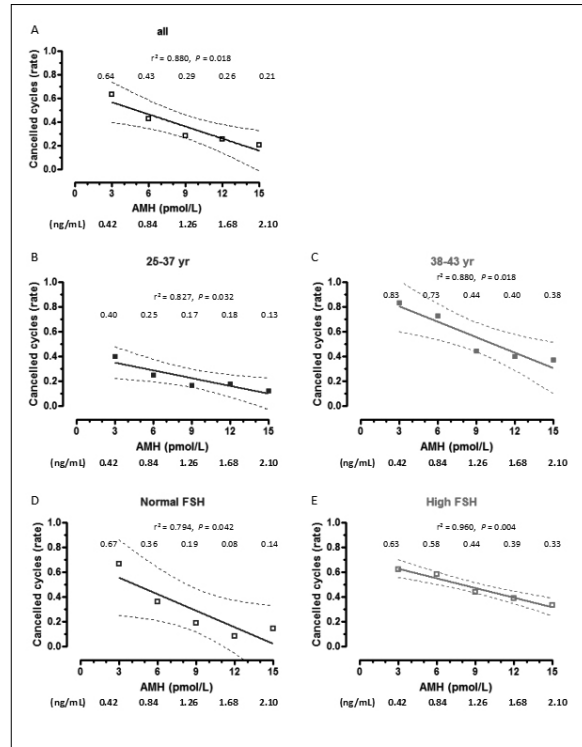 A
all
r² = 0.880, P = 0.018
0.64 0.43 0.29 0.26 0.21
Cancelled cycles (rate)
1.0
0.8
0.6
0.4
0.2
0.0
0 3 6 9 12 15
AMH (pmol/L)
(ng/mL) 0.42 0.84 1.26 1.68 2.10
B
25-37 yr
r² = 0.827, P = 0.032
0.40 0.25 0.17 0.18 0.13
Cancelled cycles (rate)
1.0
0.8
0.6
0.4
0.2
0.0
0 3 6 9 12 15
AMH (pmol/L)
(ng/mL) 0.42 0.84 1.26 1.68 2.10
C
38-43 yr
r² = 0.880, P = 0.018
0.83 0.73 0.44 0.40 0.38
Cancelled cycles (rate)
1.0
0.8
0.6
0.4
0.2
0.0
0 3 6 9 12 15
AMH (pmol/L)
0.42 0.84 1.26 1.68 2.10
D
Normal FSH
r² = 0.794, P = 0.042
0.67 0.36 0.19 0.08 0.14
Cancelled cycles (rate)
1.0
0.8
0.6
0.4
0.2
0.0
0 3 6 9 12 15
AMH (pmol/L)
(ng/mL) 0.42 0.84 1.26 1.68 2.10
E
High FSH
r² = 0.960, P = 0.004
0.63 0.58 0.44 0.39 0.33
Cancelled cycles (rate)
1.0
0.8
0.6
0.4
0.2
0.0
0 3 6 9 12 15
AMH (pmol/L)
0.42 0.84 1.26 1.68 2.10